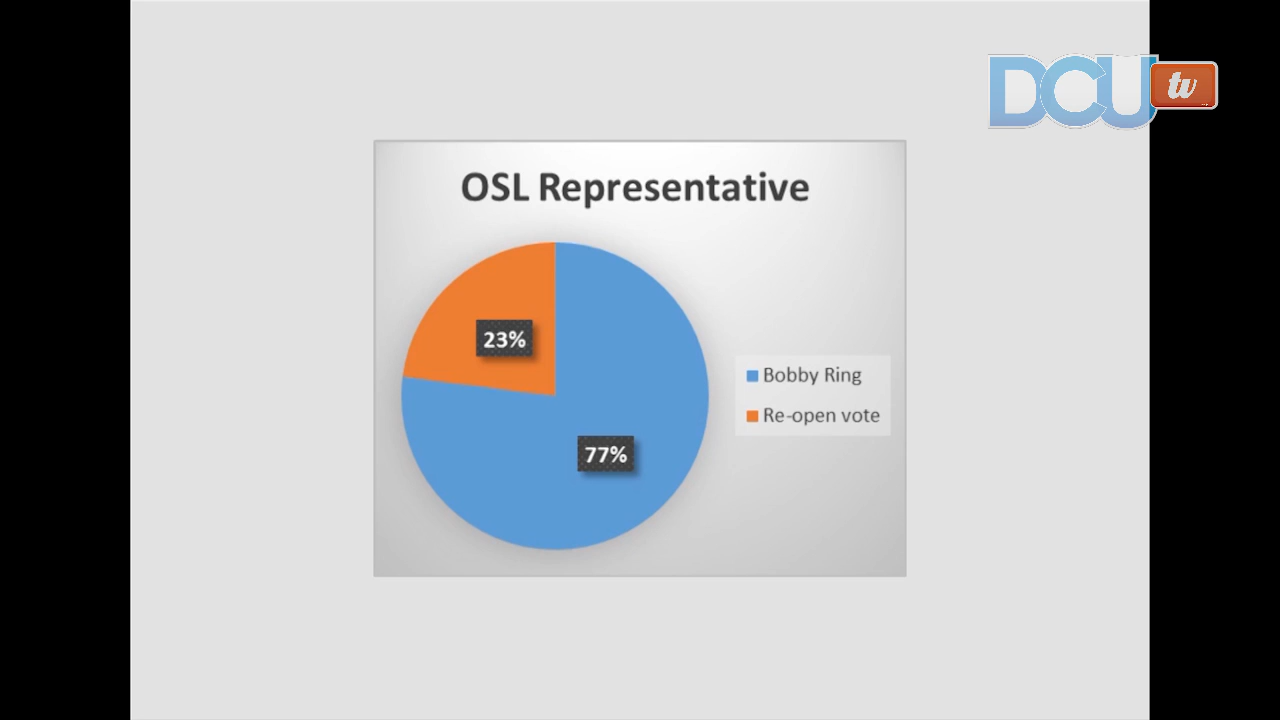 DCU tv
OSL Representative
23%
77%
Bobby Ring
Re-open vote